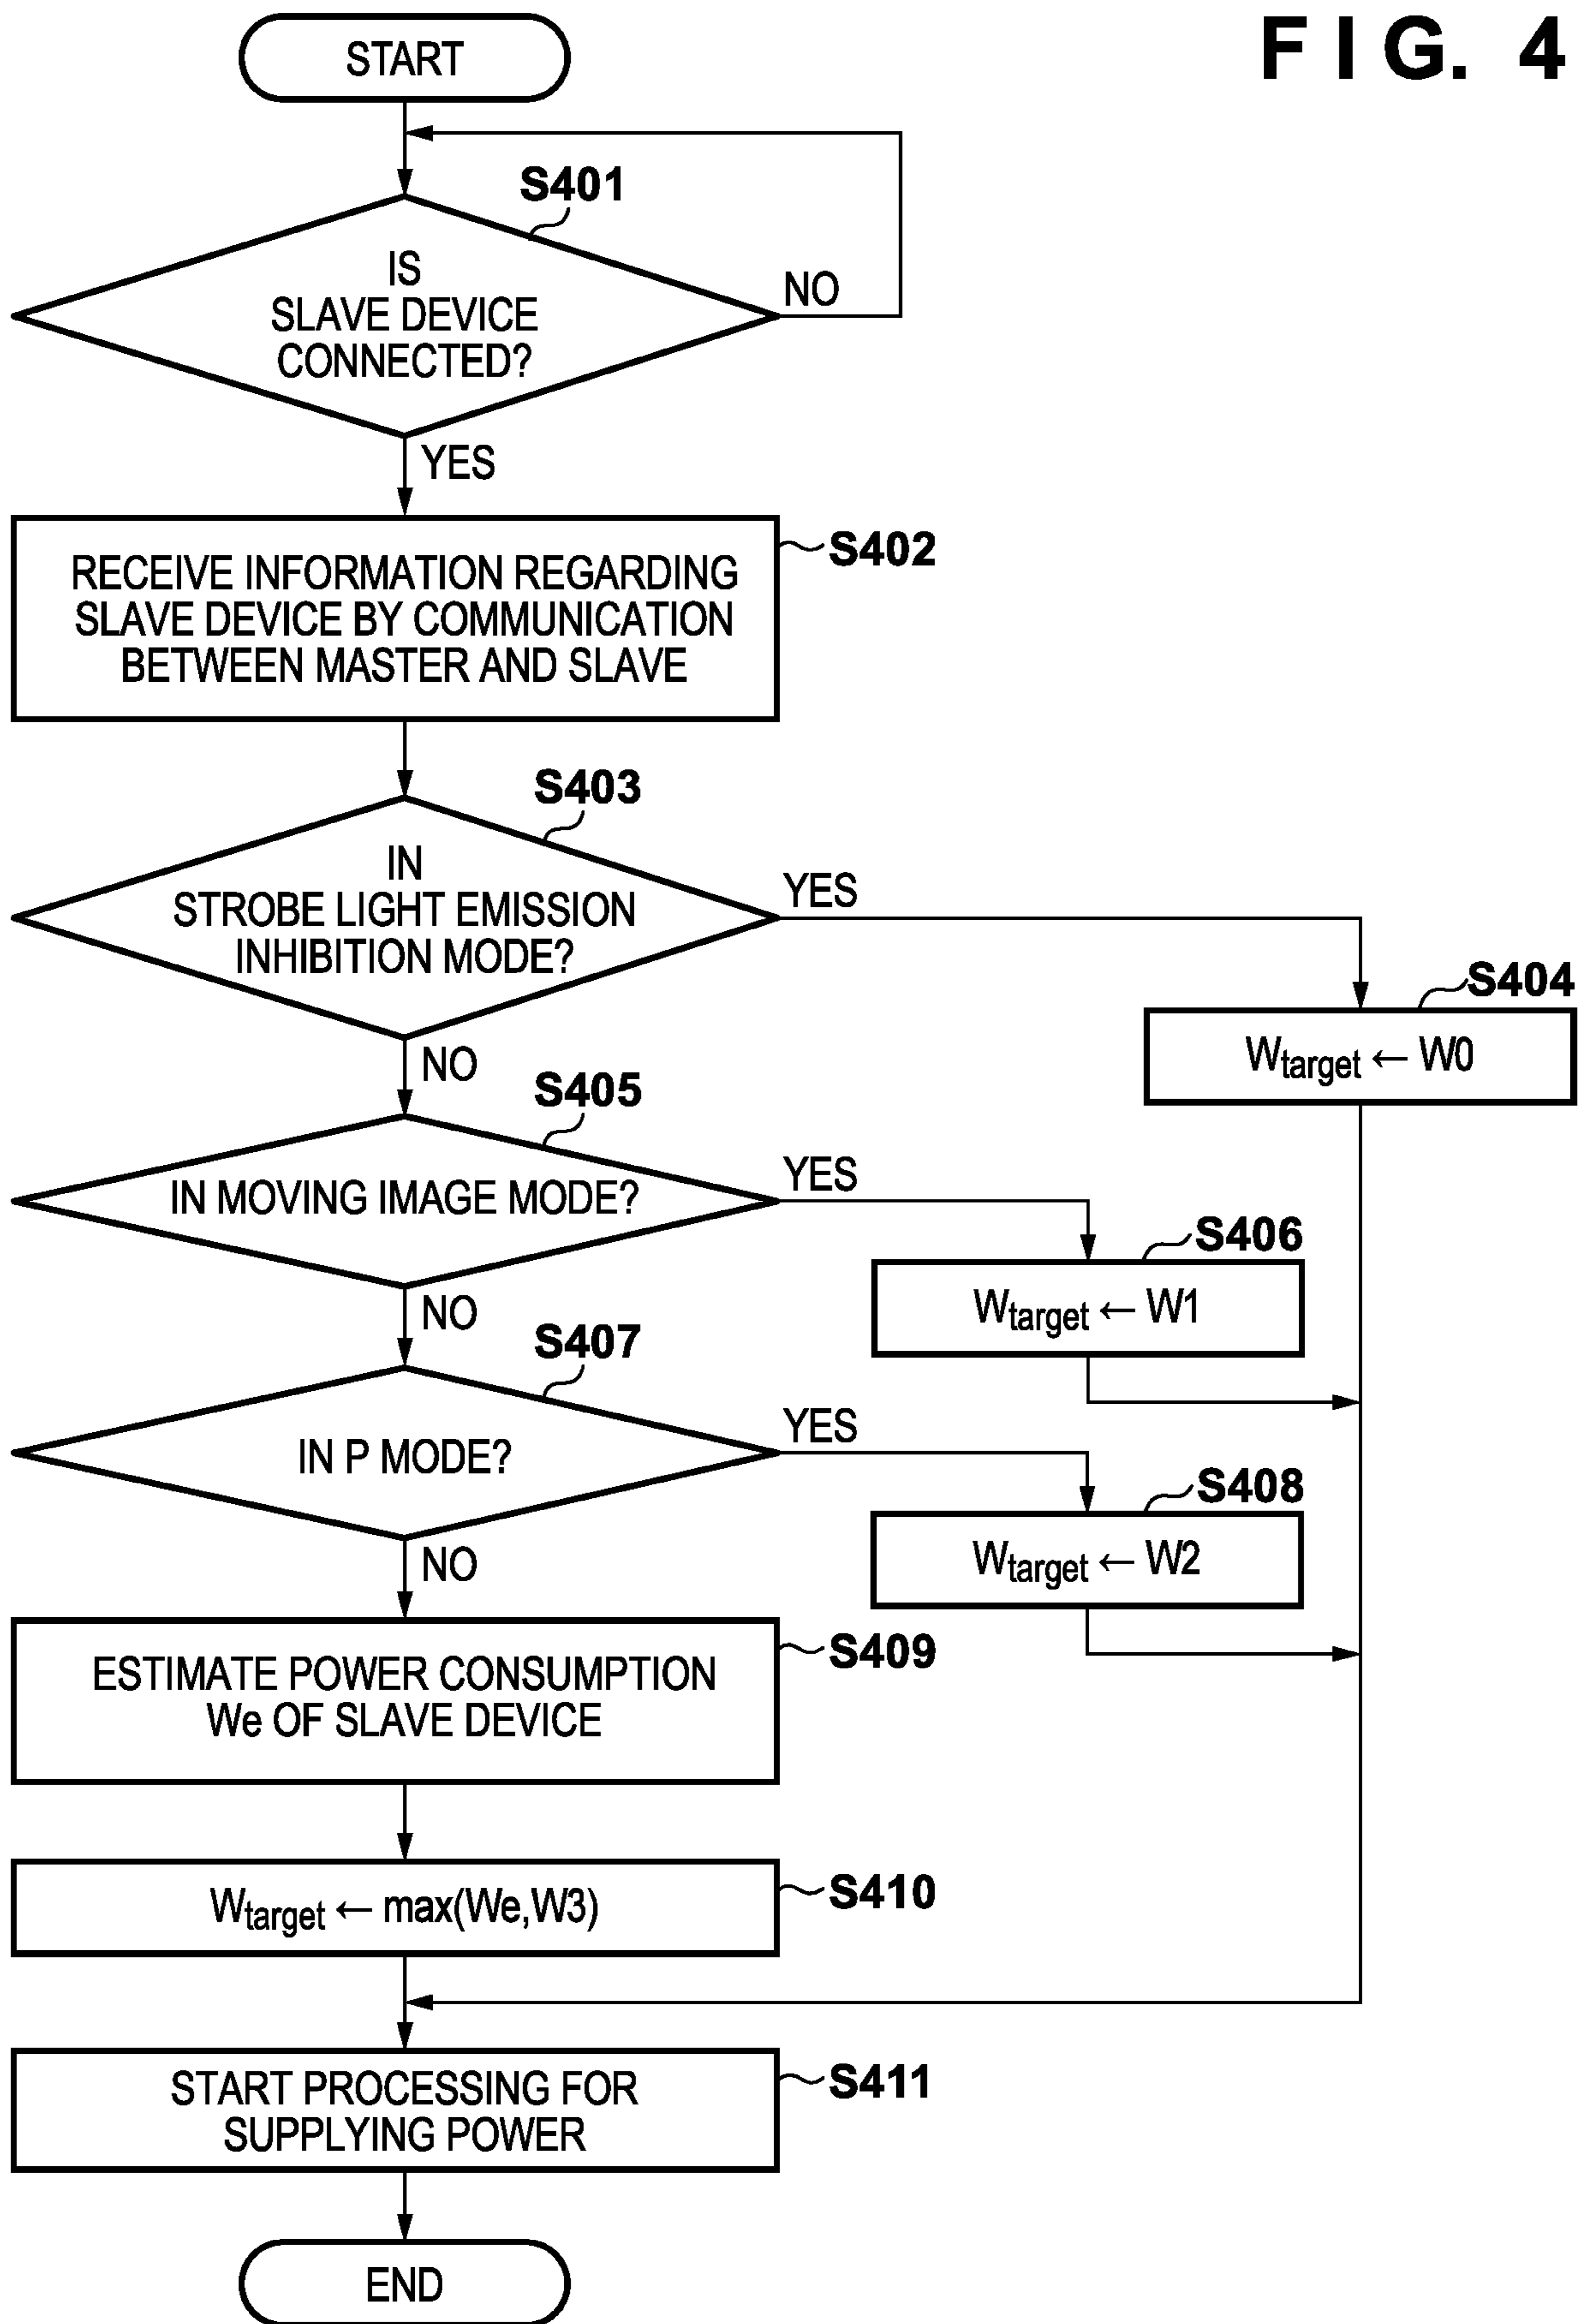 F I G. 4
START
S401
IS
SLAVE DEVICE
CONNECTED?
NO
YES
S402
RECEIVE INFORMATION REGARDING
SLAVE DEVICE BY COMMUNICATION
BETWEEN MASTER AND SLAVE
S403
IN
STROBE LIGHT EMISSION
INHIBITION MODE?
YES
S404
Wtarget ← W0
NO
S405
IN MOVING IMAGE MODE?
YES
S406
Wtarget ← W1
NO
S407
IN P MODE?
YES
S408
Wtarget ← W2
NO
S409
ESTIMATE POWER CONSUMPTION
We OF SLAVE DEVICE
S410
Wtarget ← max(We,W3)
S411
START PROCESSING FOR
SUPPLYING POWER
END